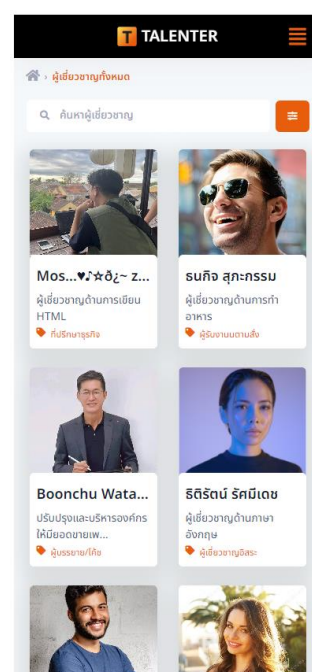 T TALENTER
ผู้เชี่ยวชาญทั้งหมด
ค้นหาผู้เชี่ยวชาญ
Mos...♥♪☆ð¿~ z...
ผู้เชี่ยวชาญด้านการเขียน
HTML
ที่ปรึกษาธุรกิจ
ธนกิจ สุภะกรรม
ผู้เชี่ยวชาญด้านการทำ
อาหาร
ผู้รับงานตามสั่ง
Boonchu Wata...
ปรับปรุงและบริหารองค์กร
ให้มียอดขายเพ...
ผู้บรรยาย/โค้ช
ธิติรัตน์ รัศมีเดช
ผู้เชี่ยวชาญด้านภาษา
อังกฤษ
ผู้เชี่ยวชาญอิสระ